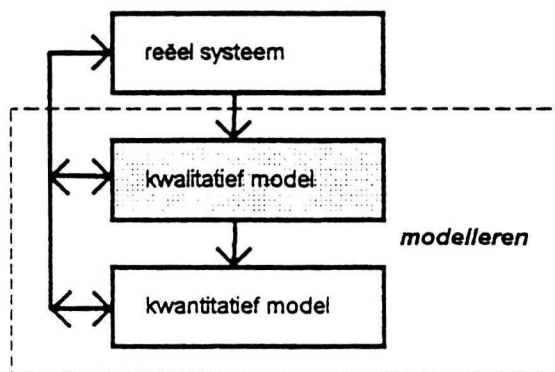 reëel systeem
kwalitatief model
modelleren
kwantitatief model